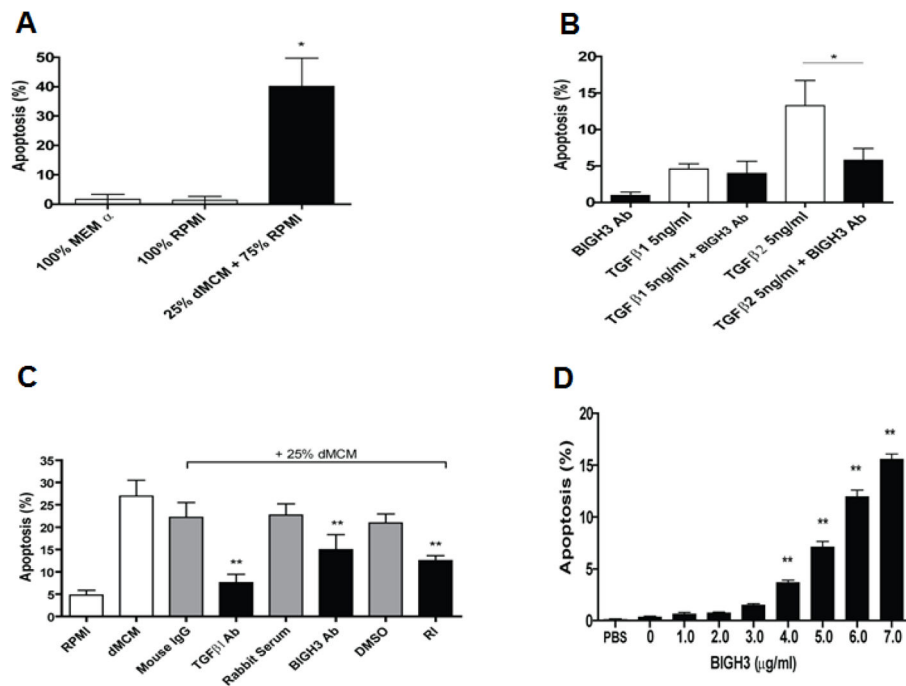 A
Apoptosis (%)
50
40
30
20
10
0
*
100% MEM α
100% RPMI
25% dMCM + 75% RPMI
B
Apoptosis (%)
20
15
10
5
0
*
BIGH3 Ab
TGFβ1 5ng/ml
TGFβ1 5ng/ml + BIGH3 Ab
TGFβ2 5ng/ml
TGFβ2 5ng/ml + BIGH3 Ab
C
+ 25% dMCM
Apoptosis (%)
35
30
25
20
15
10
5
0
**
**
**
RPMI
dMCM
Mouse IgG
TGFβI Ab
Rabbit Serum
BIGH3 Ab
DMSO
RI
D
Apoptosis (%)
20
15
10
5
0
**
**
**
**
PBS 0 1.0 2.0 3.0 4.0 5.0 6.0 7.0
BIGH3 (μg/ml)